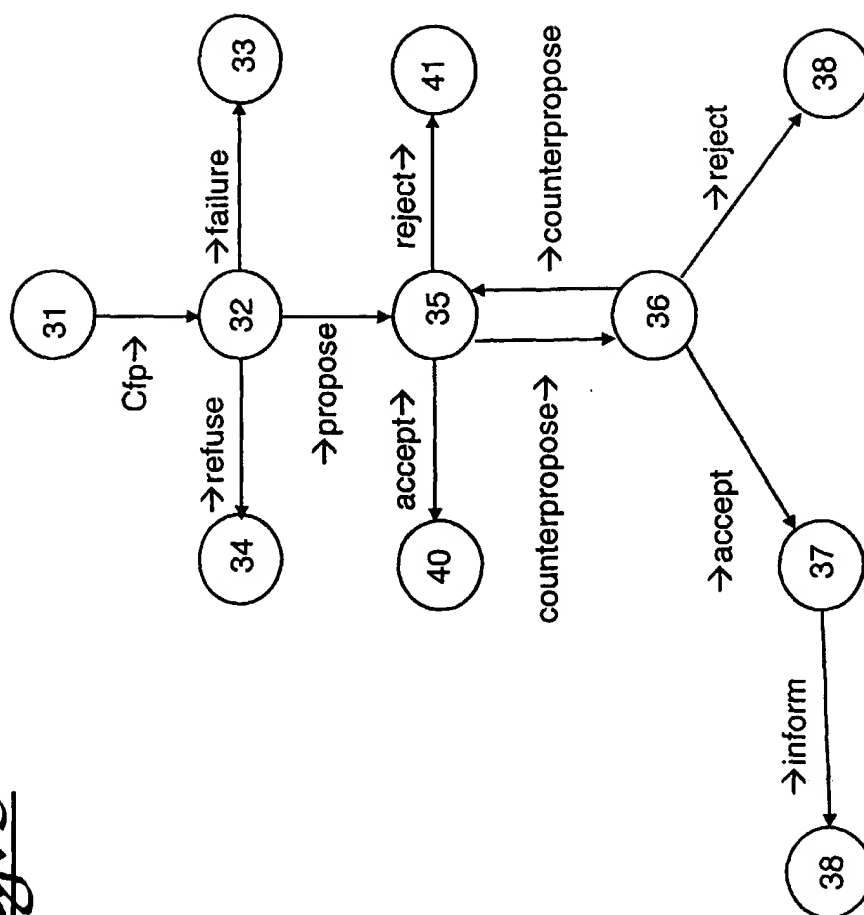 31
Cfp→
32
→failure
33
→refuse
34
→propose
35
reject→
41
accept→
40
counterpropose→
→counterpropose
36
→reject
38
→accept
37
→inform
38